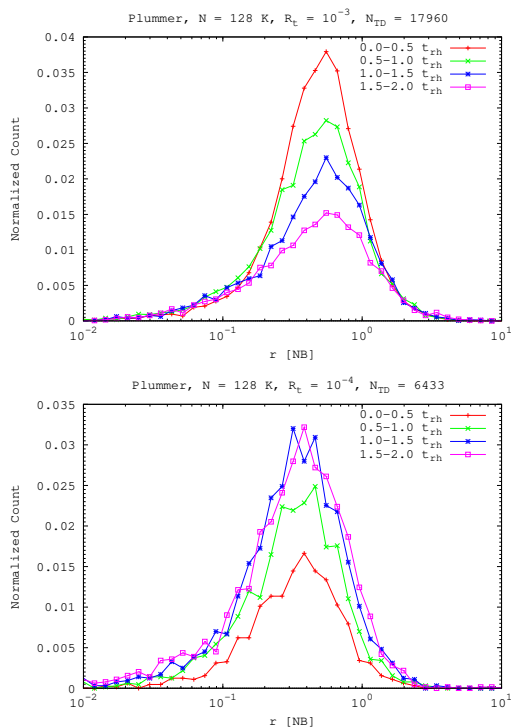 Plummer, N = 128 K, R_t = 10^-3, N_TD = 17960
0.04
0.035
0.03
0.025
0.02
0.015
0.01
0.005
0
Normalized Count
0.0-0.5 t_rh
0.5-1.0 t_rh
1.0-1.5 t_rh
1.5-2.0 t_rh
10^-2 10^-1 10^0 10^1
r [NB]
Plummer, N = 128 K, R_t = 10^-4, N_TD = 6433
0.035
0.03
0.025
0.02
0.015
0.01
0.005
0
Normalized Count
0.0-0.5 t_rh
0.5-1.0 t_rh
1.0-1.5 t_rh
1.5-2.0 t_rh
10^-2 10^-1 10^0 10^1
r [NB]